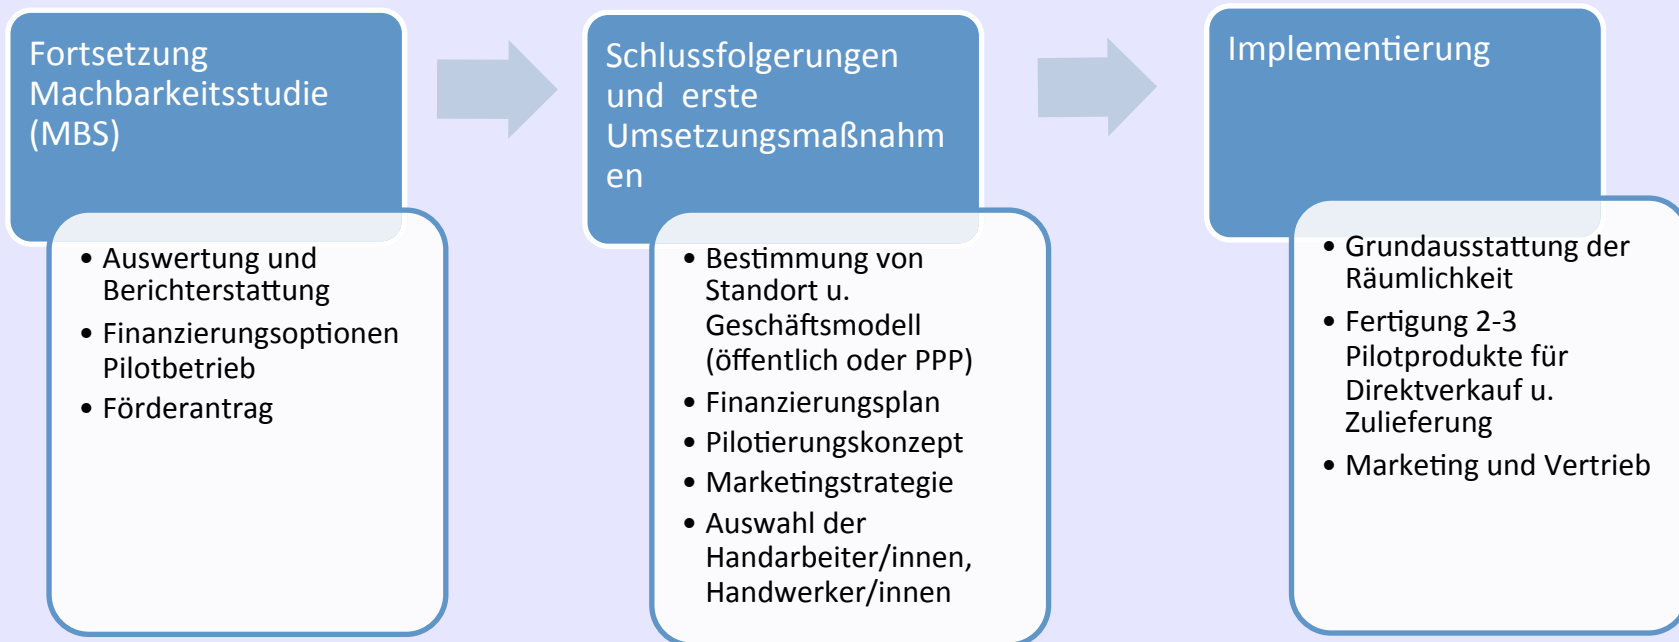 Fortsetzung
Machbarkeitsstudie
(MBS)
• Auswertung und
Berichterstattung
• Finanzierungsoptionen
Pilotbetrieb
• Förderantrag
Schlussfolgerungen
und erste
Umsetzungsmaßnahm
en
• Bestimmung von
Standort u.
Geschäftsmodell
(öffentlich oder PPP)
• Finanzierungsplan
• Pilotierungskonzept
• Marketingstrategie
• Auswahl der
Handarbeiter/innen,
Handwerker/innen
Implementierung
• Grundausstattung der
Räumlichkeit
• Fertigung 2-3
Pilotprodukte für
Direktverkauf u.
Zulieferung
• Marketing und Vertrieb